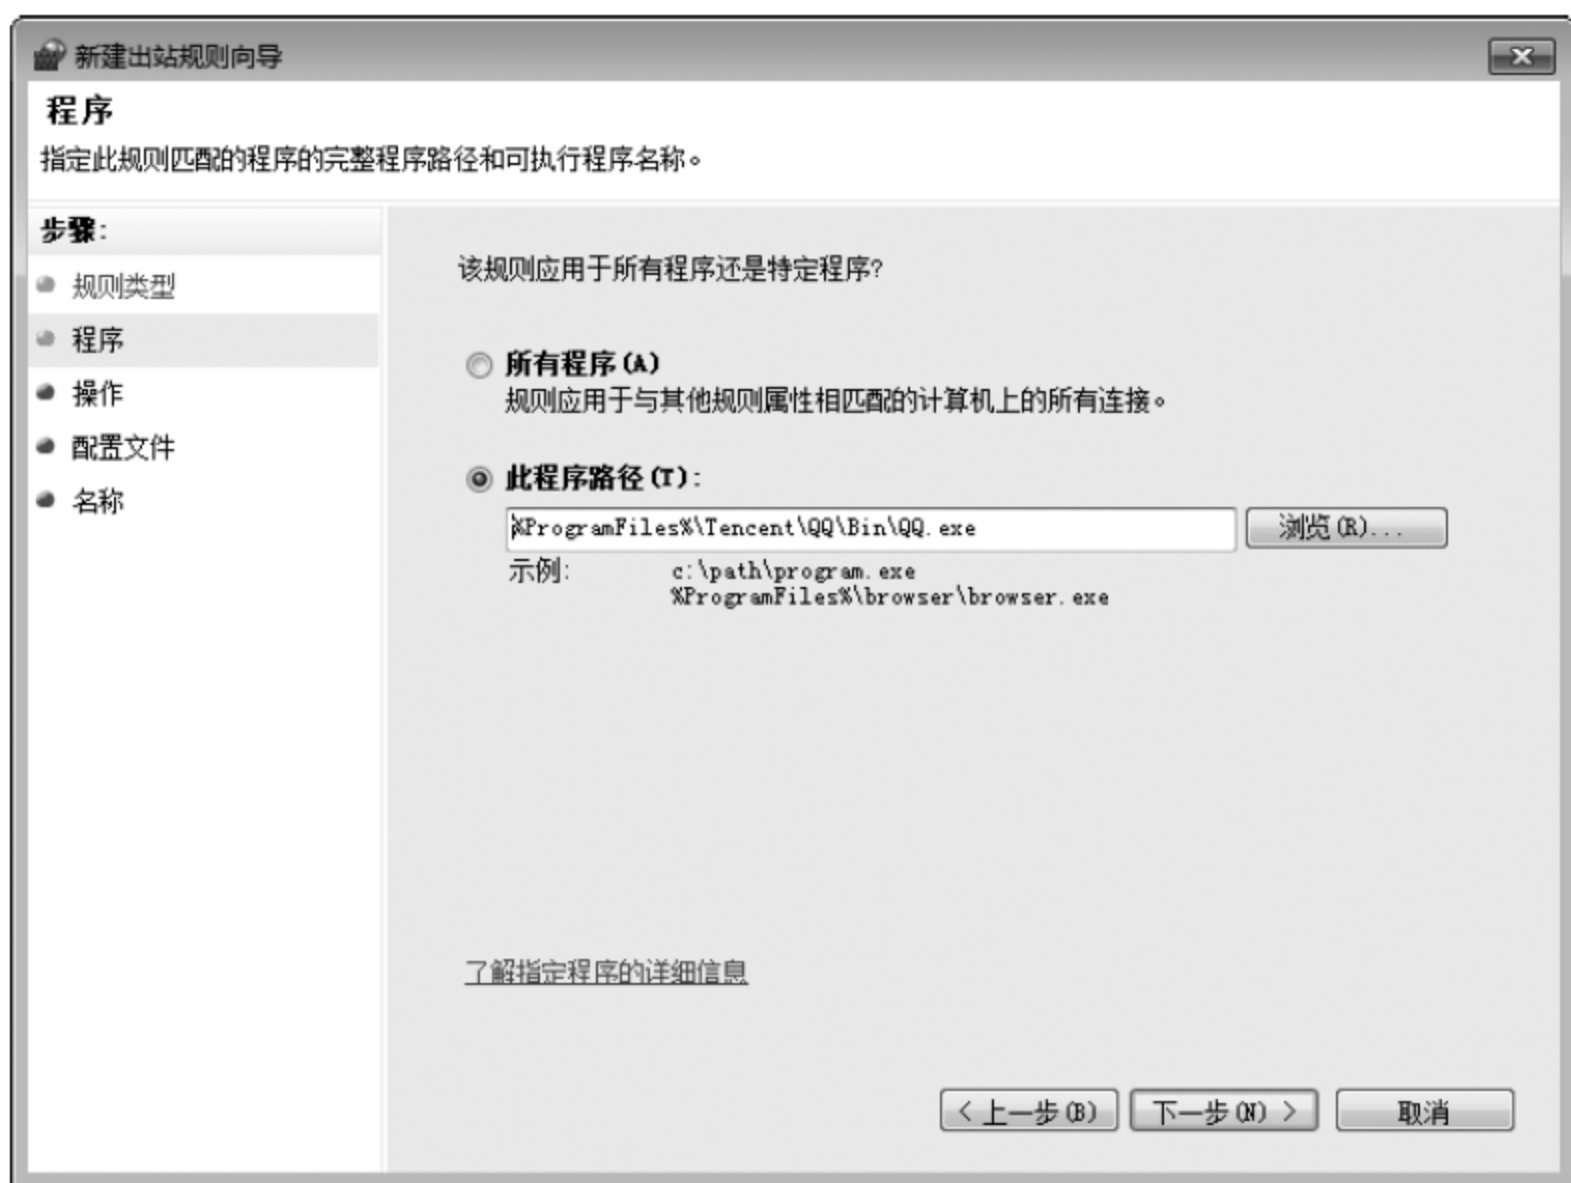 新建出站规则向导
程序
指定此规则匹配的程序的完整程序路径和可执行程序名称。
步骤:
规则类型
程序
操作
配置文件
名称
该规则应用于所有程序还是特定程序?
所有程序(A)
规则应用于与其他规则属性相匹配的计算机上的所有连接。
此程序路径(T):
%ProgramFiles%\Tencent\QQ\Bin\QQ.exe
浏览(R)...
示例:
c:\path\program.exe
%ProgramFiles%\browser\browser.exe
了解指定程序的详细信息
< 上一步(B)
下一步(N) >
取消